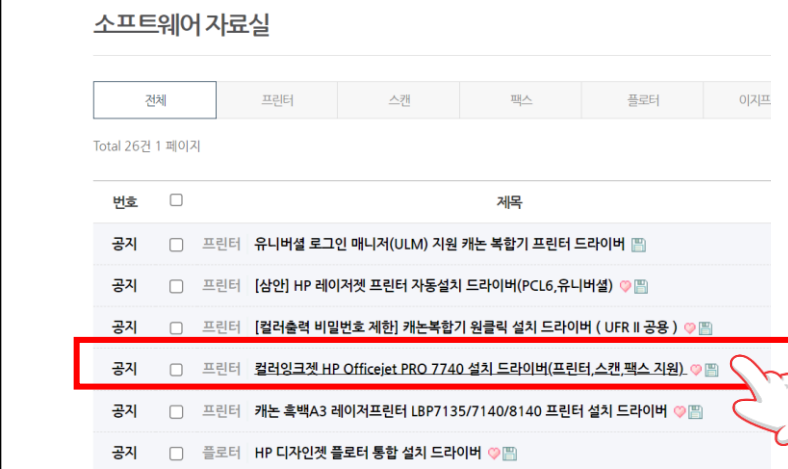 소프트웨어 자료실
전체 프린터 스캔 팩스 플로터 이지프
Total 26건 1 페이지
번호 제목
공지 프린터 유니버셜 로그인 매니저(ULM) 지원 캐논 복합기 프린터 드라이버
공지 프린터 [삼안] HP 레이저젯 프린터 자동설치 드라이버(PCL6,유니버셜)
공지 프린터 [컬러출력 비밀번호 제한] 캐논복합기 원클릭 설치 드라이버 ( UFR II 공용 )
공지 프린터 컬러잉크젯 HP Officejet PRO 7740 설치 드라이버(프린터,스캔,팩스 지원)
공지 프린터 캐논 흑백A3 레이저프린터 LBP7135/7140/8140 프린터 설치 드라이버
공지 플로터 HP 디자인젯 플로터 통합 설치 드라이버